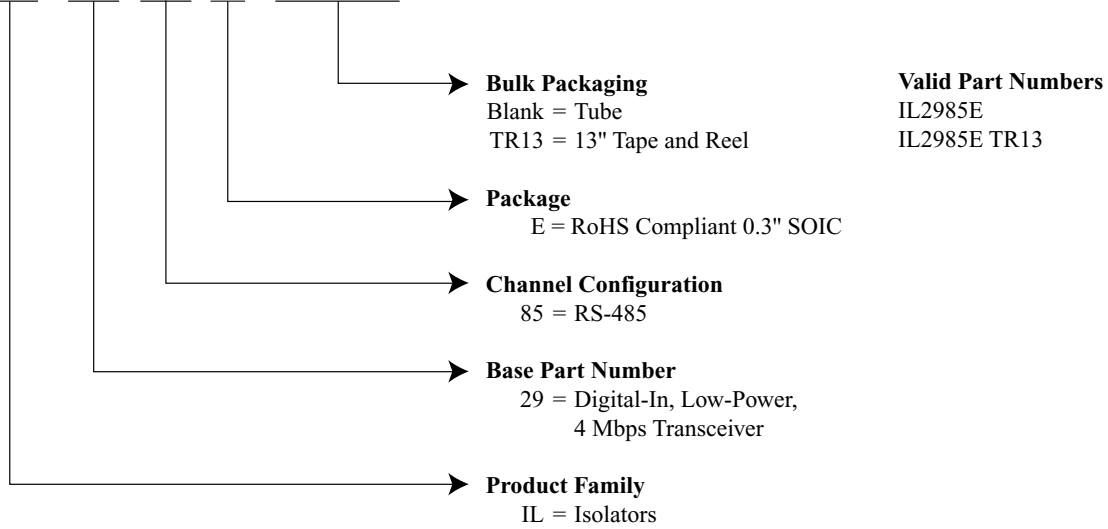 Bulk Packaging
Blank = Tube
TR13 = 13" Tape and Reel
Valid Part Numbers
IL2985E
IL2985E TR13
Package
E = RoHS Compliant 0.3" SOIC
Channel Configuration
85 = RS-485
Base Part Number
29 = Digital-In, Low-Power,
4 Mbps Transceiver
Product Family
IL = Isolators